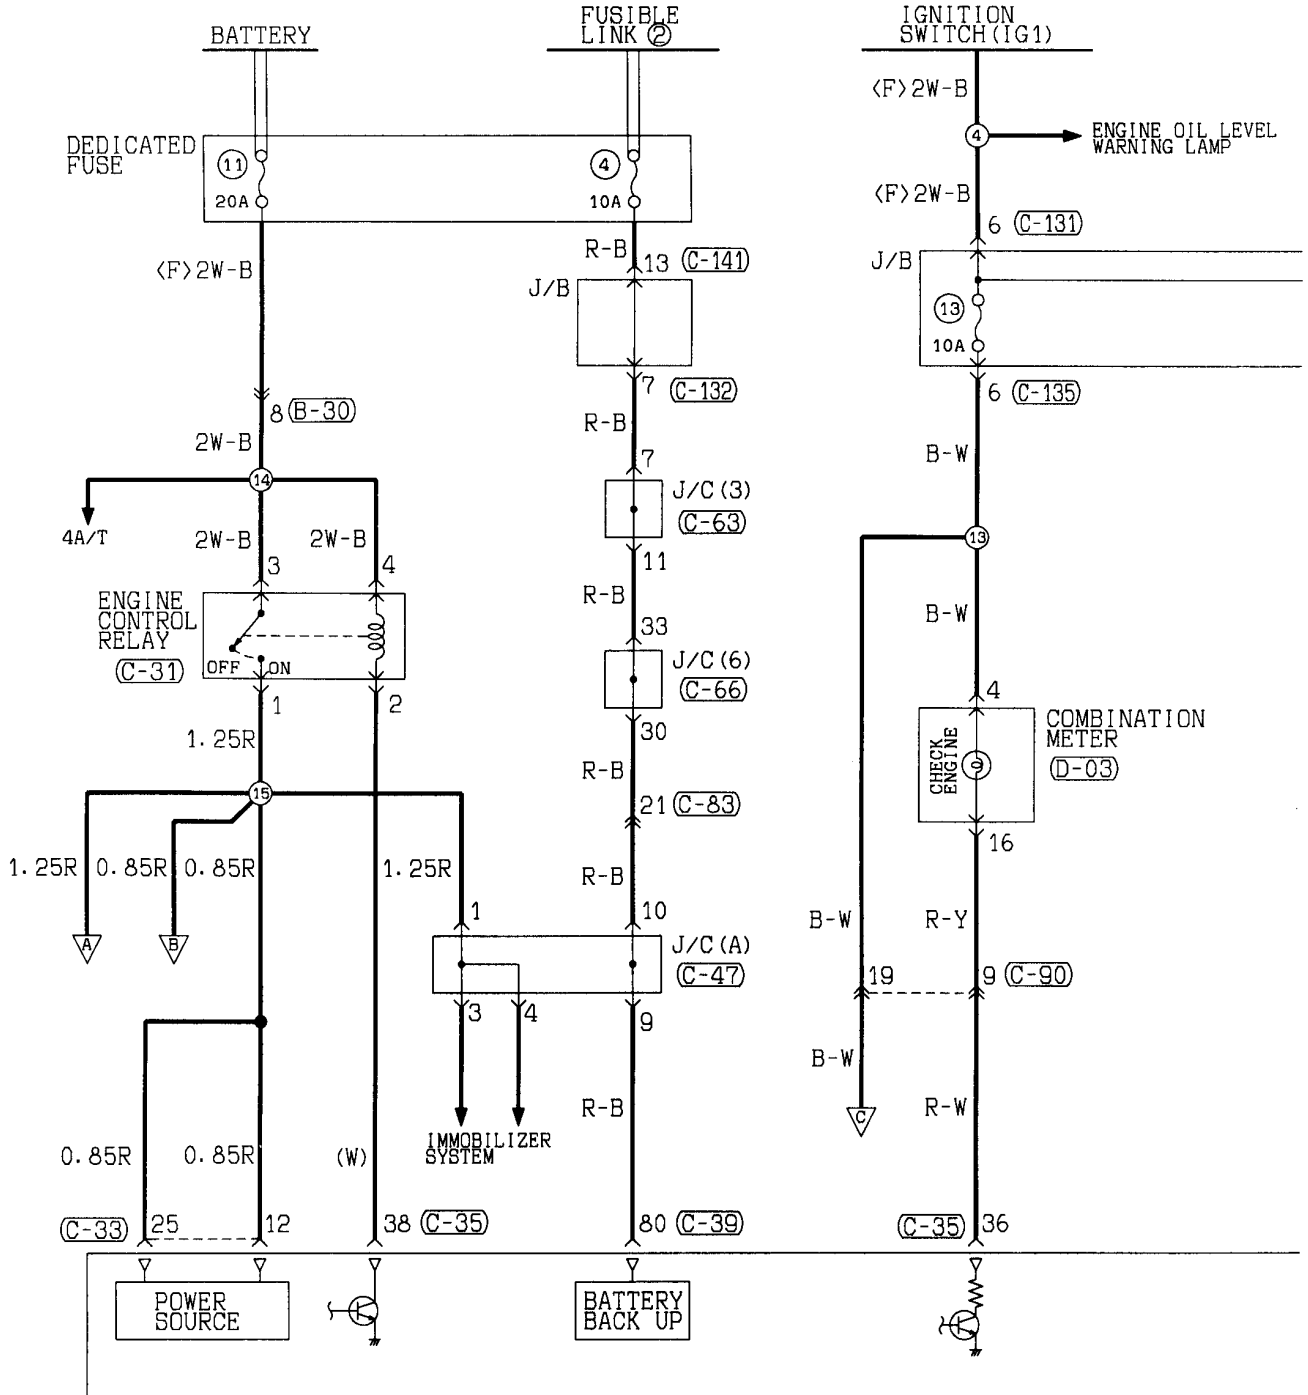 BATTERY
FUSIBLE
LINK ②
IGNITION
SWITCH(IG1)
<F>2W-B
4
ENGINE OIL LEVEL
WARNING LAMP
DEDICATED
FUSE
11
20A
4
10A
<F>2W-B
6 C-131
<F>2W-B
R-B
13 C-141
J/B
J/B
13
10A
7 C-132
6 C-135
8 B-30
R-B
2W-B
B-W
7
14
J/C(3)
C-63
4A/T
2W-B
2W-B
13
3
4
11
ENGINE
CONTROL
RELAY
C-31
OFF
ON
R-B
B-W
33
J/C(6)
C-66
1
2
4
30
1.25R
CHECK
ENGINE
COMBINATION
METER
D-03
15
R-B
21 C-83
16
1.25R
0.85R
0.85R
1.25R
R-B
A
B
1
10
B-W
R-Y
J/C(A)
C-47
19
9 C-90
3
4
9
B-W
R-B
C
R-W
IMMOBILIZER
SYSTEM
0.85R
0.85R
(W)
C-33
25
12
38 C-35
80 C-39
C-35
36
POWER
SOURCE
BATTERY
BACK UP